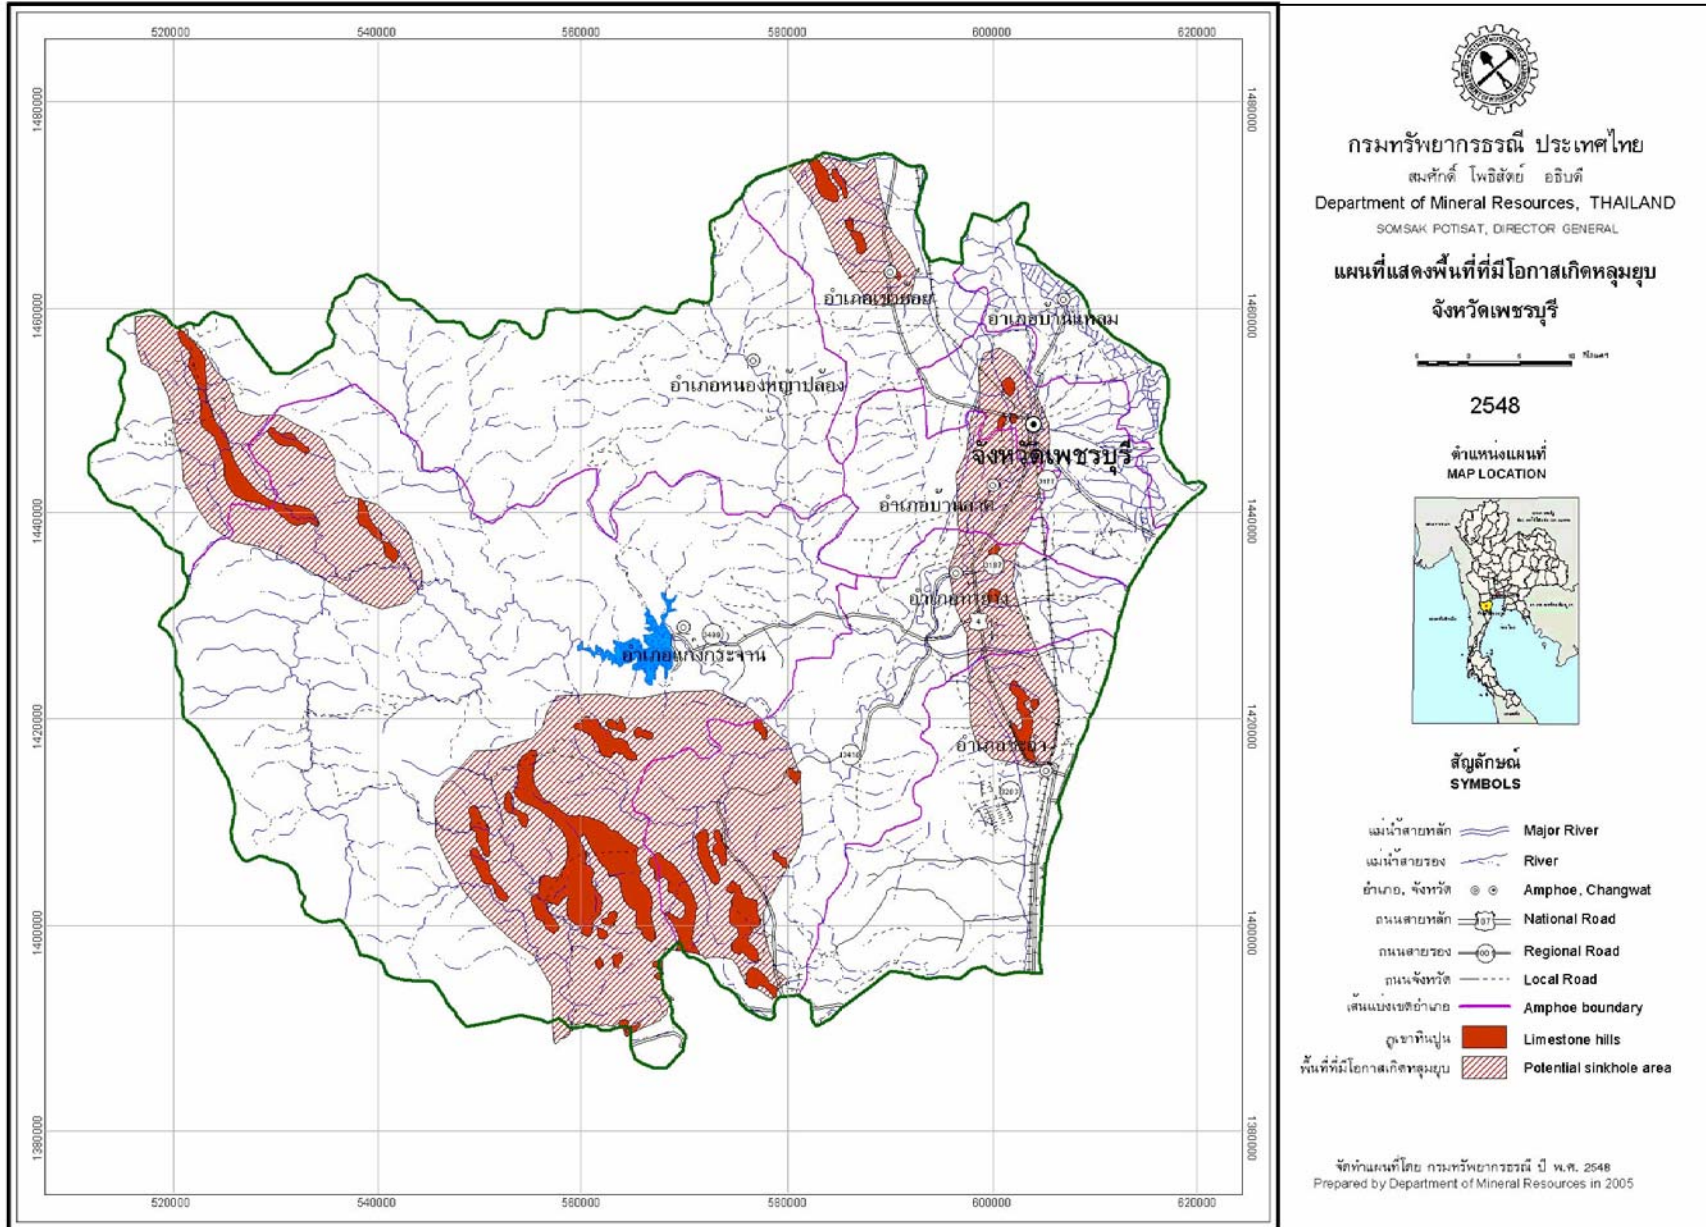 520000 540000 560000 580000 600000 620000
1480000 1480000
1460000 1460000
1440000 1440000
1420000 1420000
1400000 1400000
1380000 1380000
อำเภอเขาย้อย
อำเภอบ้านแหลม
อำเภอหนองหญ้าปล้อง
จังหวัดเพชรบุรี
3177
อำเภอบ้านลาด
3187
อำเภอท่ายาง
4
3499
อำเภอแก่งกระจาน
อำเภอชะอำ
3203
520000 540000 560000 580000 600000 620000
กรมทรัพยากรธรณี ประเทศไทย
สมศักดิ์ โพธิสัตย์ อธิบดี
Department of Mineral Resources, THAILAND
SOMSAK POTISAT, DIRECTOR GENERAL
แผนที่แสดงพื้นที่ที่มีโอกาสเกิดหลุมยุบ
จังหวัดเพชรบุรี
2548
ตำแหน่งแผนที่
MAP LOCATION
สัญลักษณ์
SYMBOLS
แม่น้ำสายหลัก Major River
แม่น้ำสายรอง River
อำเภอ, จังหวัด Amphoe, Changwat
ถนนสายหลัก National Road
ถนนสายรอง Regional Road
ถนนจังหวัด Local Road
เส้นแบ่งเขตอำเภอ Amphoe boundary
ภูเขาหินปูน Limestone hills
พื้นที่ที่มีโอกาสเกิดหลุมยุบ Potential sinkhole area
จัดทำแผนที่โดย กรมทรัพยากรธรณี ปี พ.ศ. 2548
Prepared by Department of Mineral Resources in 2005